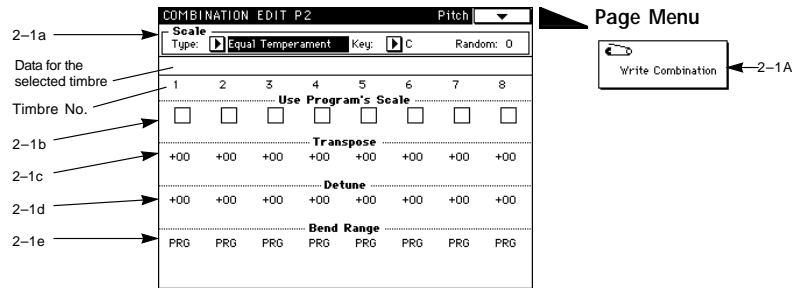 COMBINATION EDIT P2 Pitch
Page Menu
2–1a
Scale
Type: Equal Temperament Key: C Random: 0
Write Combination
2–1A
Data for the
selected timbre
Timbre No.
1 2 3 4 5 6 7 8
Use Program's Scale
2–1b
Transpose
2–1c
+00 +00 +00 +00 +00 +00 +00 +00
Detune
2–1d
+00 +00 +00 +00 +00 +00 +00 +00
Bend Range
2–1e
PRG PRG PRG PRG PRG PRG PRG PRG